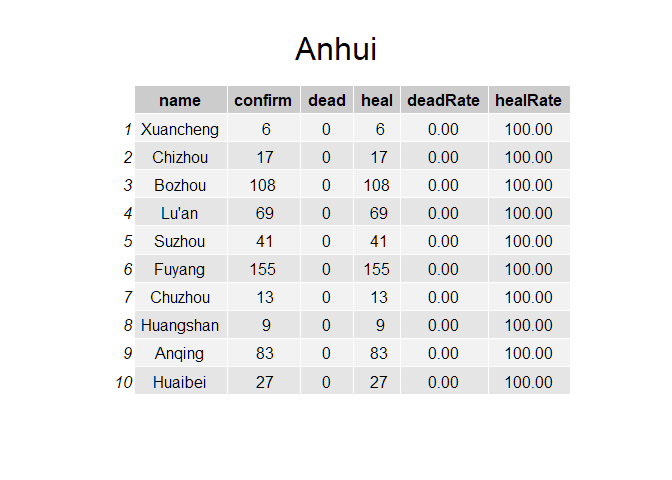 Anhui
name confirm dead heal deadRate healRate
1 Xuancheng 6 0 6 0.00 100.00
2 Chizhou 17 0 17 0.00 100.00
3 Bozhou 108 0 108 0.00 100.00
4 Lu'an 69 0 69 0.00 100.00
5 Suzhou 41 0 41 0.00 100.00
6 Fuyang 155 0 155 0.00 100.00
7 Chuzhou 13 0 13 0.00 100.00
8 Huangshan 9 0 9 0.00 100.00
9 Anqing 83 0 83 0.00 100.00
10 Huaibei 27 0 27 0.00 100.00